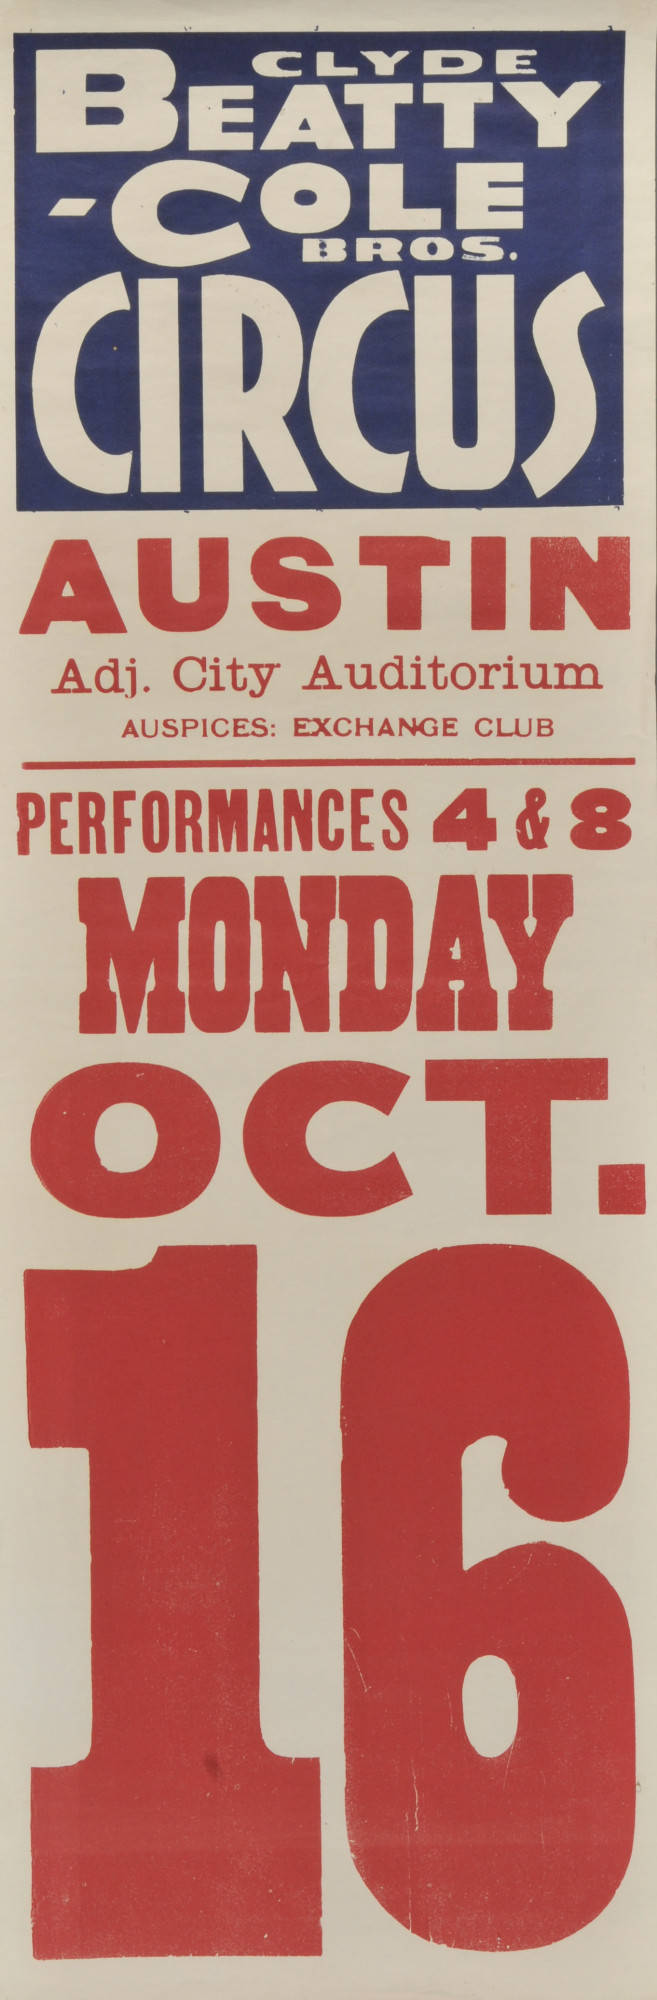 CLYDE
BEATTY
-COLE
BROS.
CIRCUS
AUSTIN
Adj. City Auditorium
AUSPICES: EXCHANGE CLUB
PERFORMANCES 4 & 8
MONDAY
OCT.
16